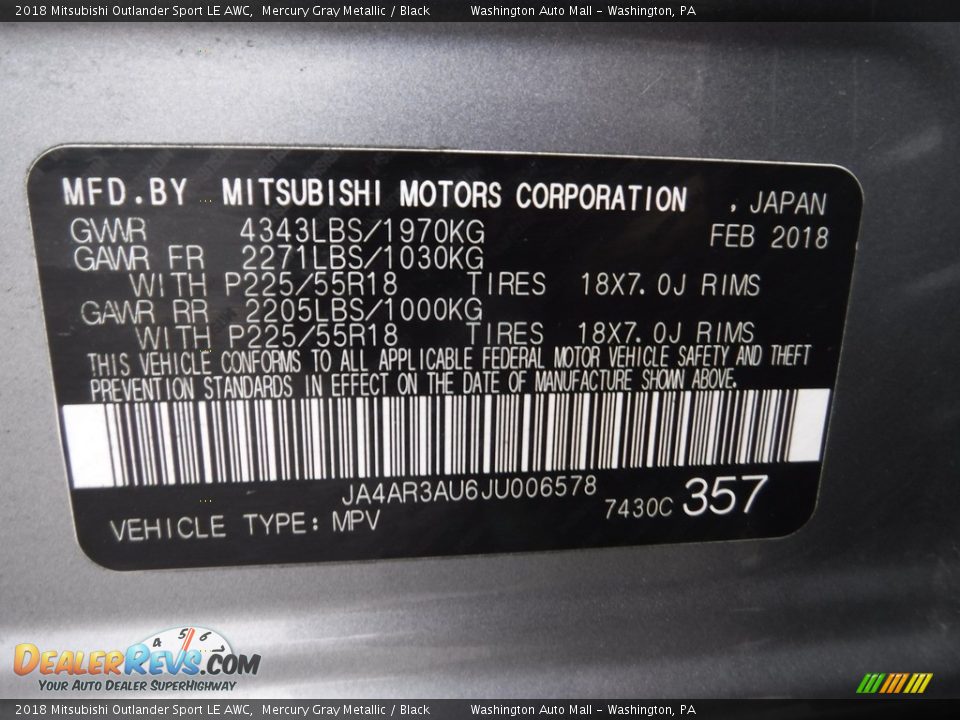 2018 Mitsubishi Outlander Sport LE AWC, Mercury Gray Metallic / Black Washington Auto Mall - Washington, PA
MFD.BY MITSUBISHI MOTORS CORPORATION , JAPAN
GVWR 4343LBS/1970KG FEB 2018
GAWR FR 2271LBS/1030KG
WITH P225/55R18 TIRES 18X7.0J RIMS
GAWR RR 2205LBS/1000KG
WITH P225/55R18 TIRES 18X7.0J RIMS
THIS VEHICLE CONFORMS TO ALL APPLICABLE FEDERAL MOTOR VEHICLE SAFETY AND THEFT
PREVENTION STANDARDS IN EFFECT ON THE DATE OF MANUFACTURE SHOWN ABOVE.
JA4AR3AU6JU006578
VEHICLE TYPE: MPV 7430C 357
4 5 6
DealerRevs.com
Your Auto Dealer SuperHighway
2018 Mitsubishi Outlander Sport LE AWC, Mercury Gray Metallic / Black Washington Auto Mall - Washington, PA